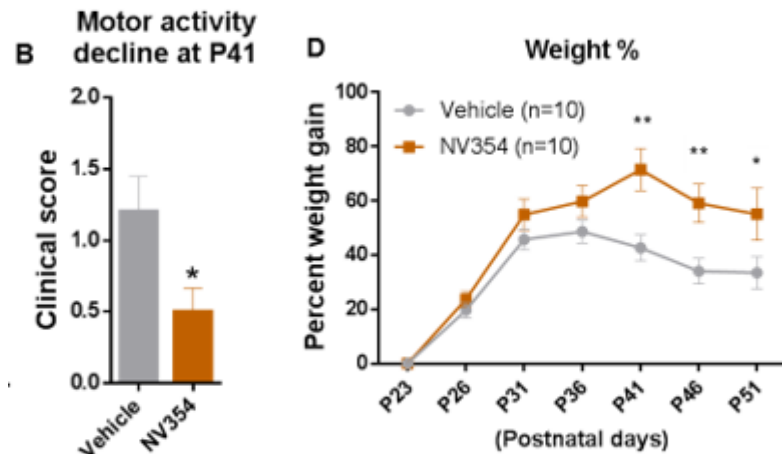 B
Motor activity
decline at P41
Clinical score
2.0
1.5
1.0
0.5
0.0
*
Vehicle
NV354
D
Weight %
Percent weight gain
100
80
60
40
20
0
Vehicle (n=10)
NV354 (n=10)
**
**
*
P23
P26
P31
P36
P41
P46
P51
(Postnatal days)